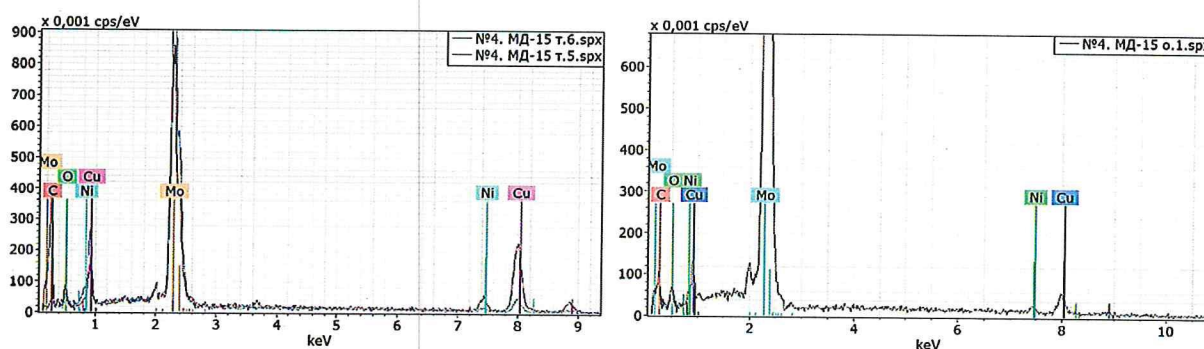 x 0,001 cps/eV
№4. МД-15 т.6.spx
№4. МД-15 т.5.spx
900
800
700
600
500
400
300
200
100
0
Mo O Cu
C Ni Mo Ni Cu
1 2 3 4 5 6 7 8 9
keV
x 0,001 cps/eV
№4. МД-15 о.1.sp
600
500
400
300
200
100
0
Mo O Ni
C Cu Mo Ni Cu
2 4 6 8 10
keV